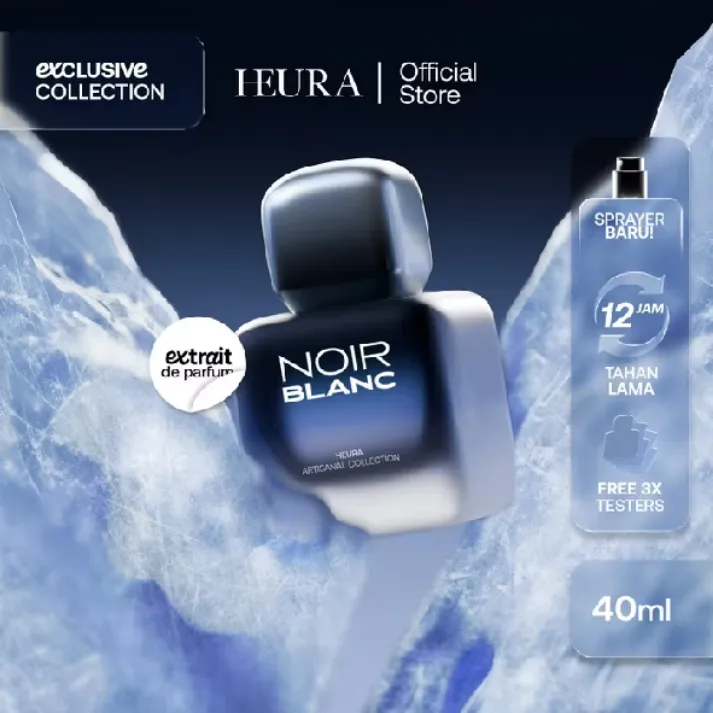 exclusive
COLLECTION
HEURA | Official
Store
SPRAYER
BARU!
12 JAM
TAHAN
LAMA
extrait
de parfum
NOIR
BLANC
HEURA
ARTISANAL COLLECTION
FREE 3X
TESTERS
40ml